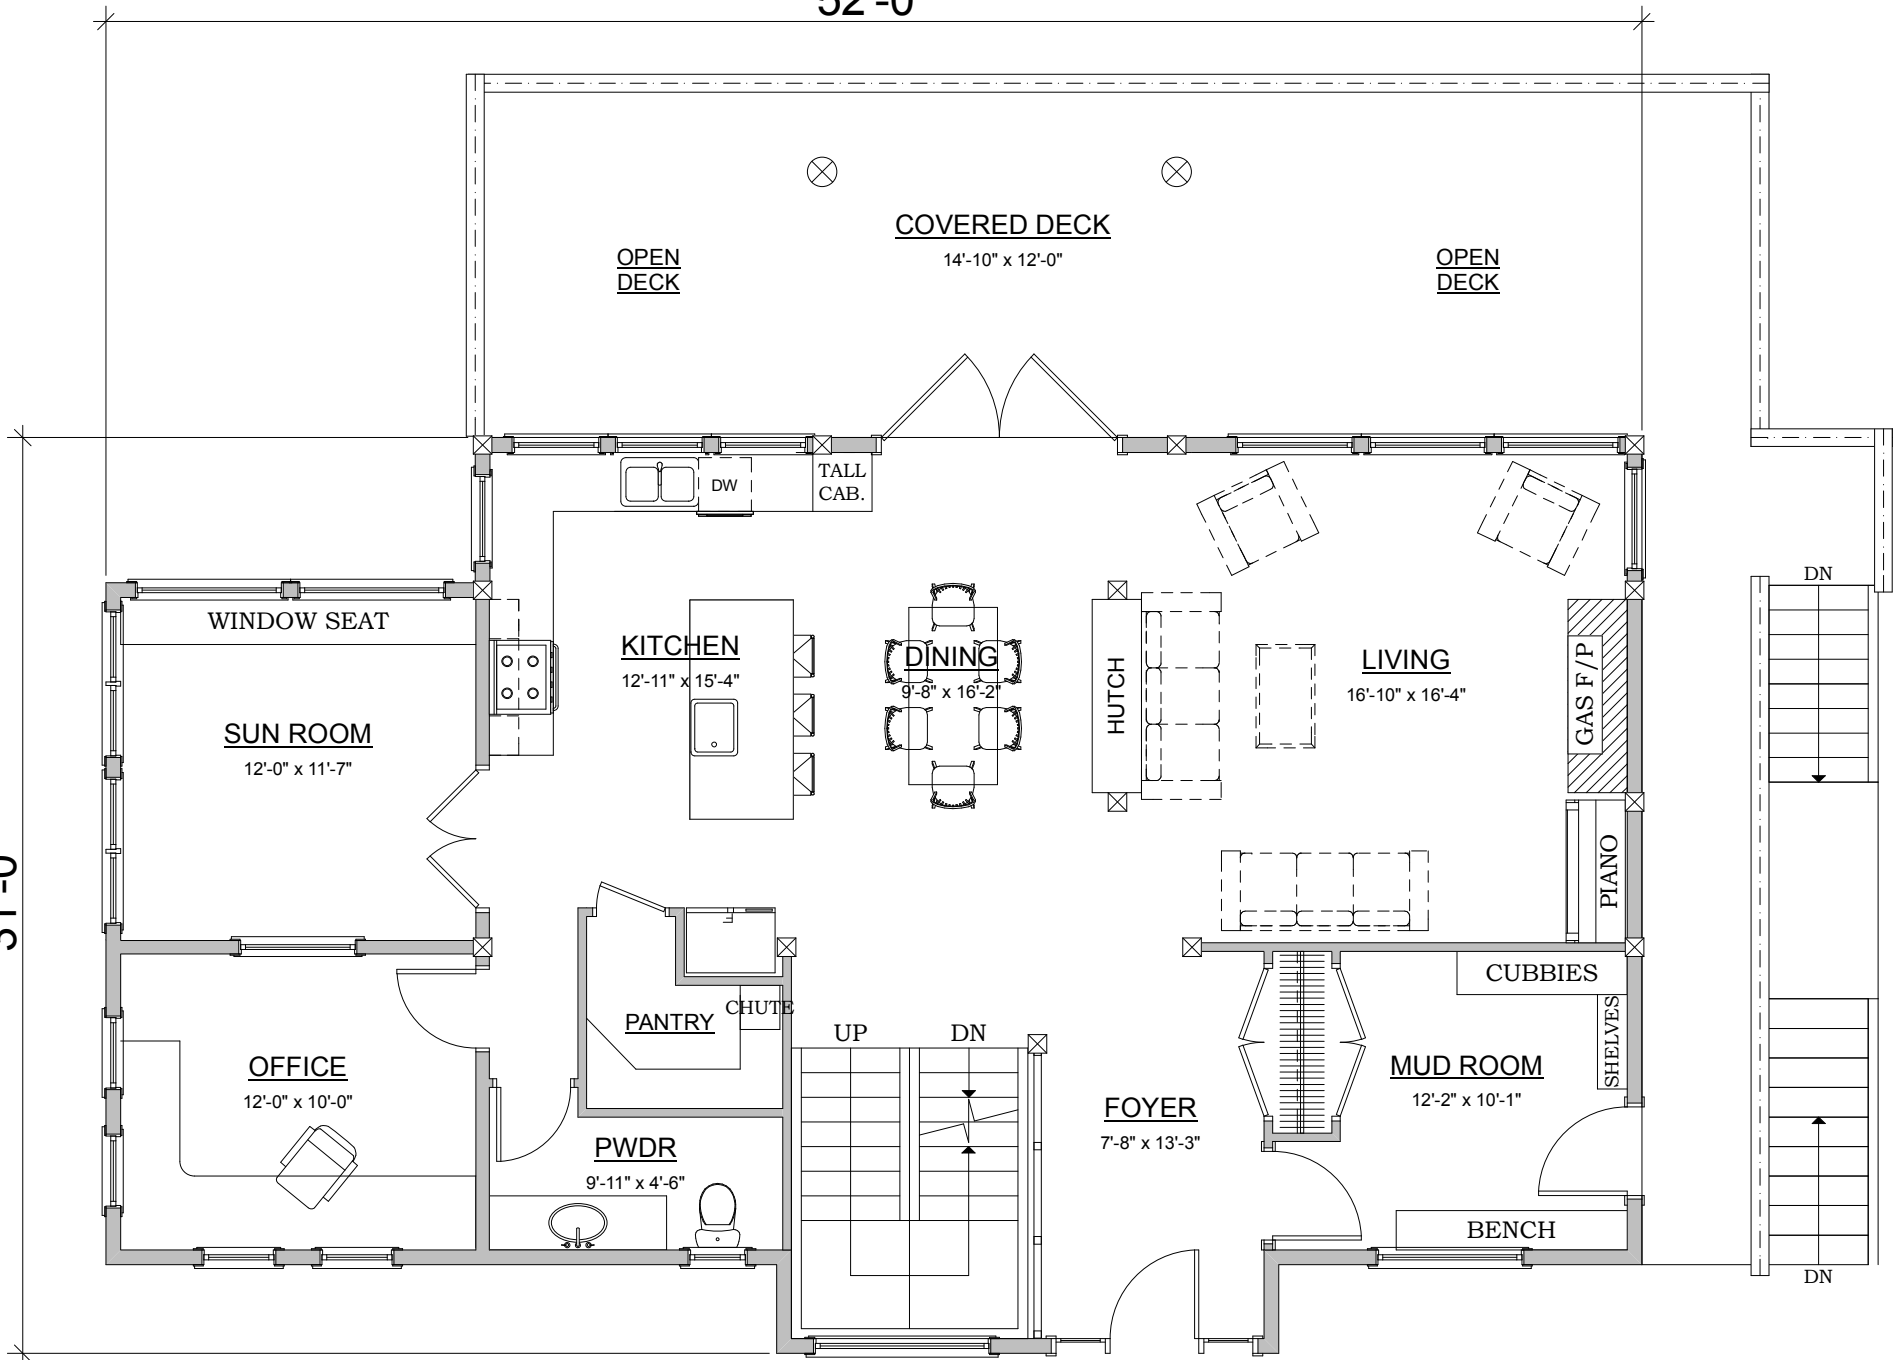 52'-0
COVERED DECK
14'-10" x 12'-0"
OPEN
DECK
OPEN
DECK
TALL
CAB.
DW
DN
WINDOW SEAT
KITCHEN
12'-11" x 15'-4"
DINING
9'-8" x 16'-2"
HUTCH
LIVING
16'-10" x 16'-4"
GAS F/P
SUN ROOM
12'-0" x 11'-7"
PIANO
CUBBIES
CHUTE
PANTRY
SHELVES
UP
DN
OFFICE
12'-0" x 10'-0"
MUD ROOM
12'-2" x 10'-1"
FOYER
7'-8" x 13'-3"
PWDR
9'-11" x 4'-6"
BENCH
DN